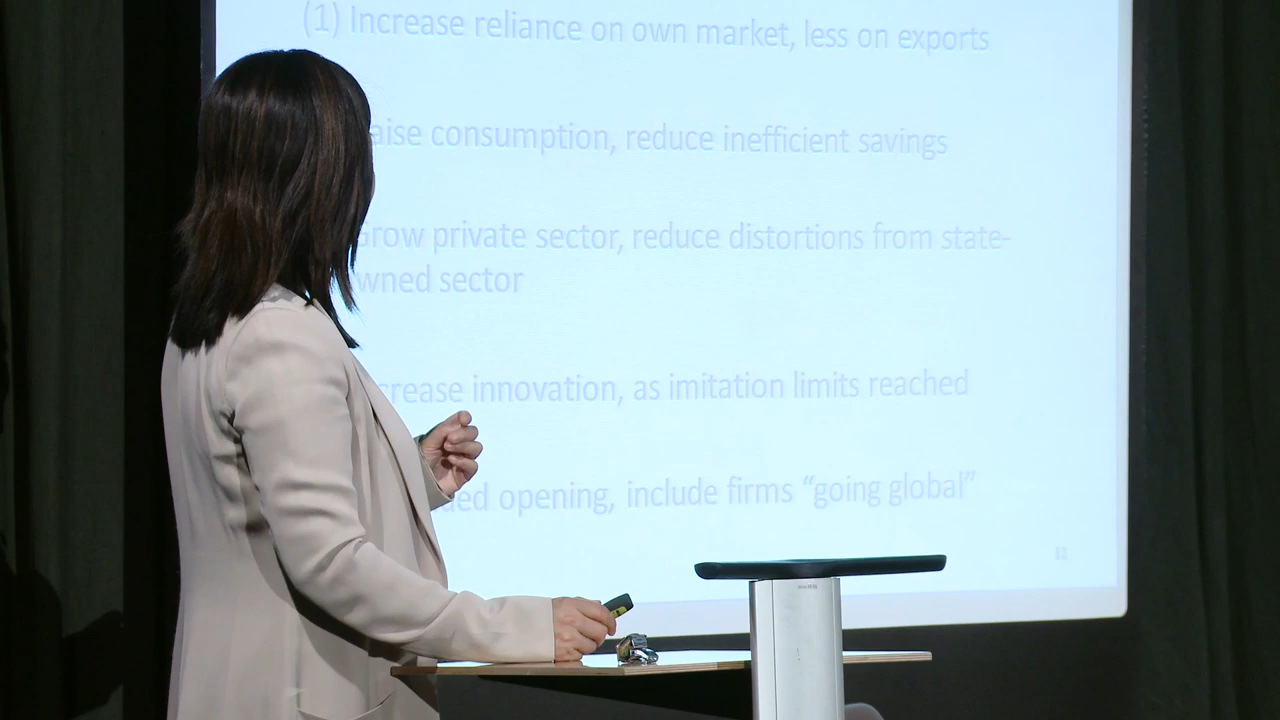 (1) Increase reliance on own market, less on exports
aise consumption, reduce inefficient savings
Grow private sector, reduce distortions from state-
wned sector
crease innovation, as imitation limits reached
ded opening, include firms “going global”